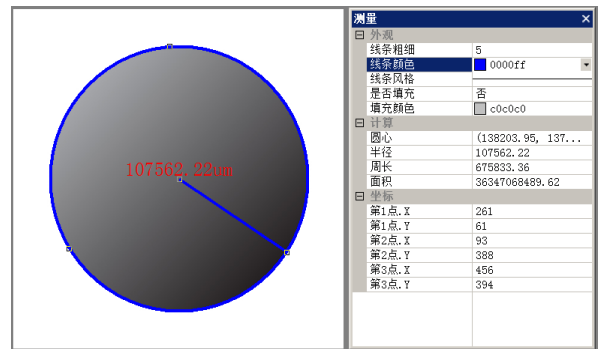 测量
外观
线条粗细 5
线条颜色 0000ff
线条风格
是否填充 否
填充颜色 c0c0c0
计算
圆心 (138203.95, 137...
半径 107562.22
周长 675833.36
面积 36347068489.62
坐标
第1点.X 261
第1点.Y 61
第2点.X 93
第2点.Y 388
第3点.X 456
第3点.Y 394
107562.22um